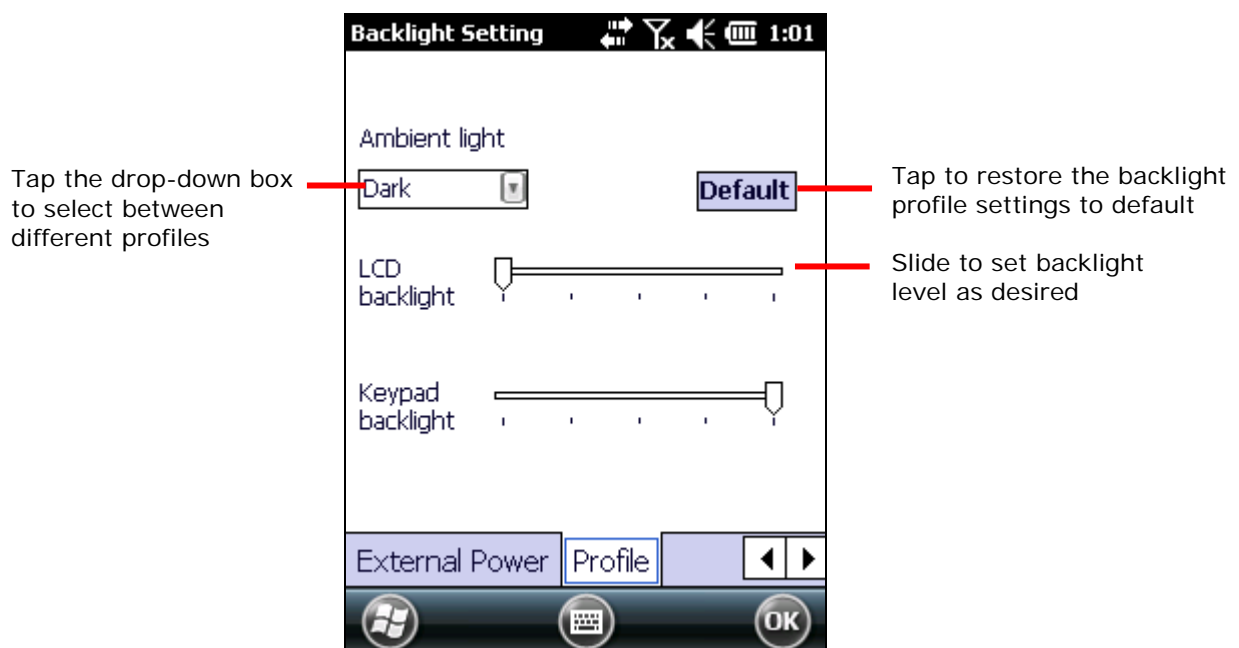 Backlight Setting 1:01
Ambient light
Tap the drop-down box
to select between
different profiles
Dark
Default
Tap to restore the backlight
profile settings to default
LCD
backlight
Slide to set backlight
level as desired
Keypad
backlight
External Power Profile
OK